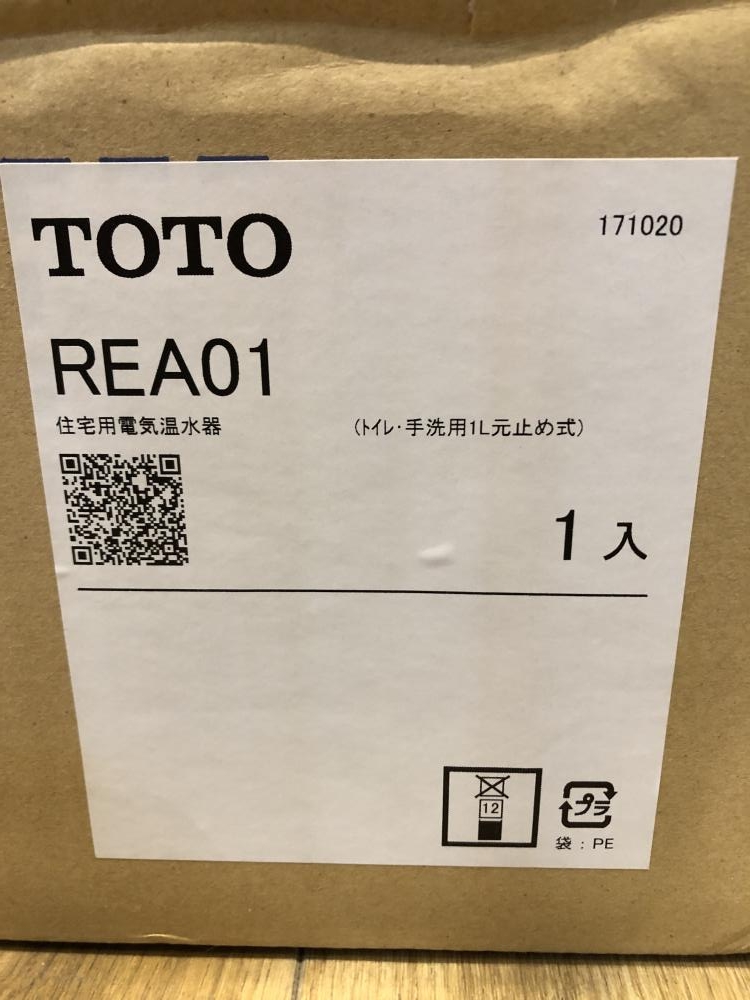 TOTO
171020
REA01
住宅用電気温水器 (ﾄｲﾚ･手洗用1L元止め式)
1 入
12
プラ
袋：PE